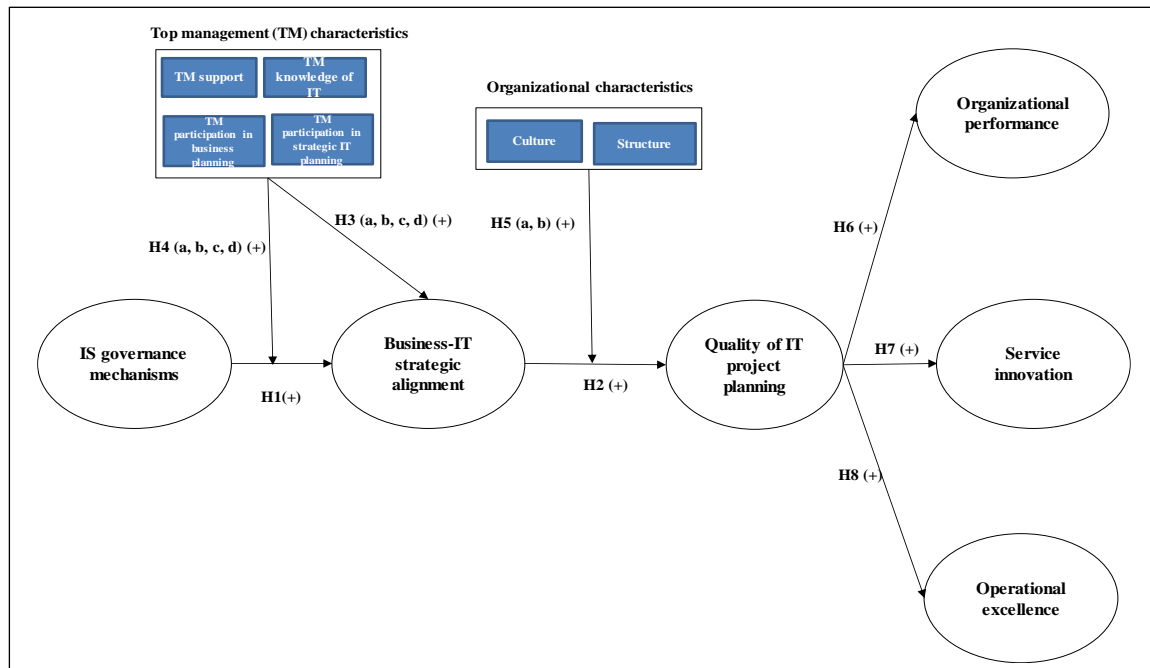 Top management (TM) characteristics
TM support
TM
knowledge of
IT
TM
participation in
business
planning
TM
participation in
strategic IT
planning
Organizational characteristics
Culture
Structure
Organizational
performance
H3 (a, b, c, d) (+)
H4 (a, b, c, d) (+)
H5 (a, b) (+)
H6 (+)
IS governance
mechanisms
H1(+)
Business-IT
strategic
alignment
H2 (+)
Quality of IT
project
planning
H7 (+)
Service
innovation
H8 (+)
Operational
excellence